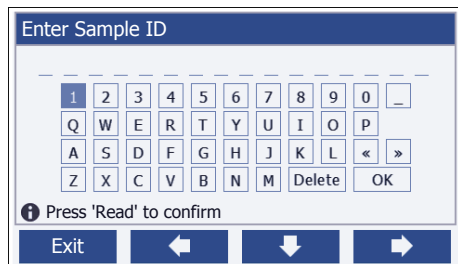 Enter Sample ID
_ _ _ _ _ _ _ _ _ _ _ _ _ _ _ _
1 2 3 4 5 6 7 8 9 0 _
Q W E R T Y U I O P
A S D F G H J K L « »
Z X C V B N M Delete OK
Press 'Read' to confirm
Exit